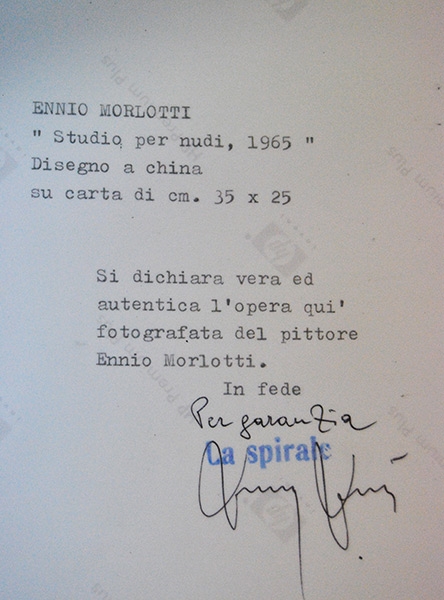 ENNIO MORLOTTI
" Studio per nudi, 1965 "
Disegno a china
su carta di cm. 35 x 25
Si dichiara vera ed
autentica l'opera qui'
fotografata del pittore
Ennio Morlotti.
In fede
Per garanzia
La spirale